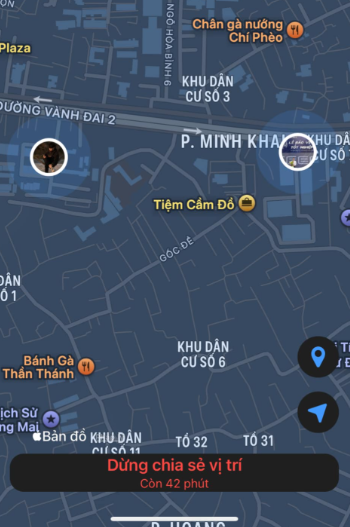 NGÕ HÒA BÌNH 6
Chân gà nướng
Chí Phèo
Plaza
KHU DÂN
CƯ SỐ 3
ĐƯỜNG VÀNH ĐAI 2
P. MINH KHAI
KHU DÂN
CƯ SỐ
Tiệm Cầm Đồ
GỐC ĐỀ
DÂN
Ố 1
KHU DÂN
CƯ SỐ 6
Bánh Gà
Thần Thánh
ịch Sử
ng Mai
Bản đồ
KHU DÂN
CƯ SỐ 11
TỔ 32
TỔ 31
Dừng chia sẻ vị trí
Còn 42 phút